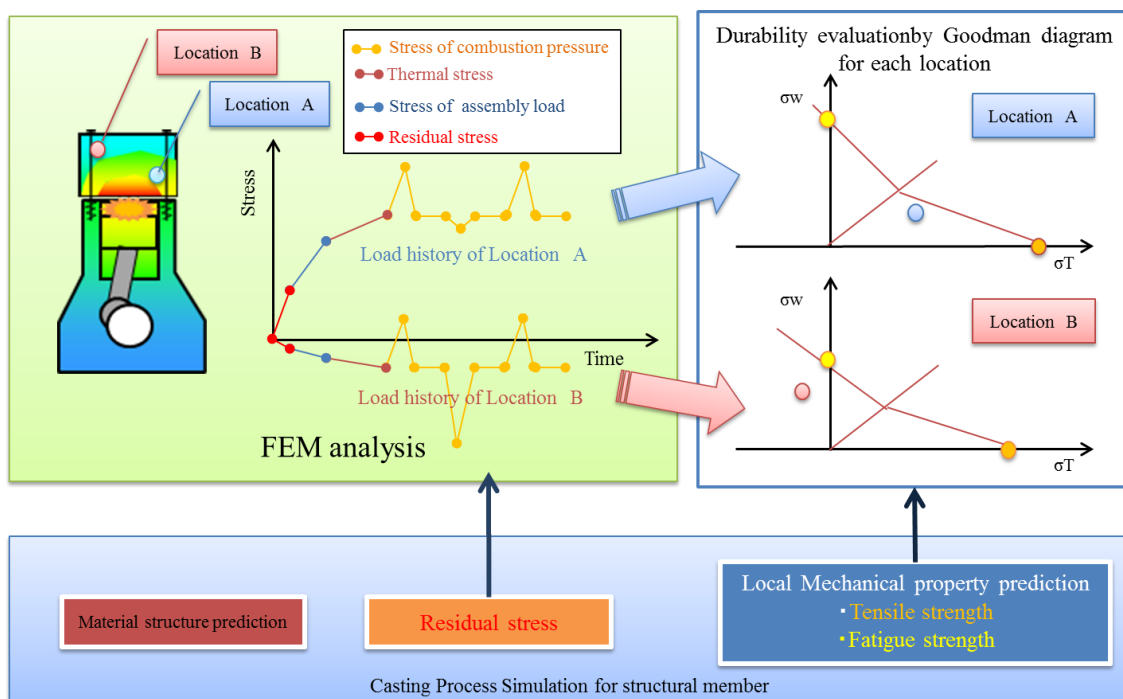 Location B
Location A
Stress of combustion pressure
Thermal stress
Stress of assembly load
Residual stress
Stress
Load history of Location A
Time
Load history of Location B
FEM analysis
Durability evaluationby Goodman diagram
for each location
σw
Location A
σT
σw
Location B
σT
Material structure prediction
Residual stress
Local Mechanical property prediction
・Tensile strength
・Fatigue strength
Casting Process Simulation for structural member